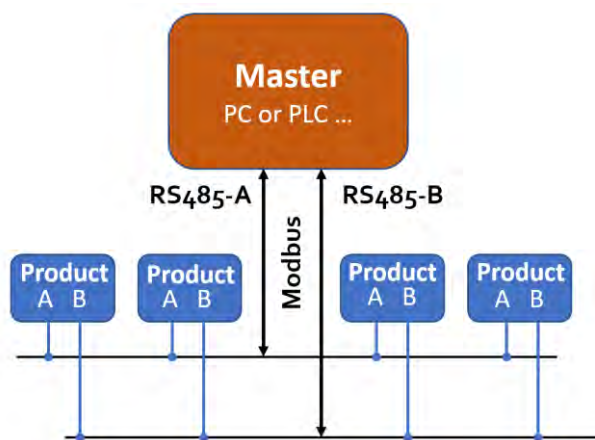 Master
PC or PLC ...
RS485-A
RS485-B
Modbus
Product
A B
Product
A B
Product
A B
Product
A B